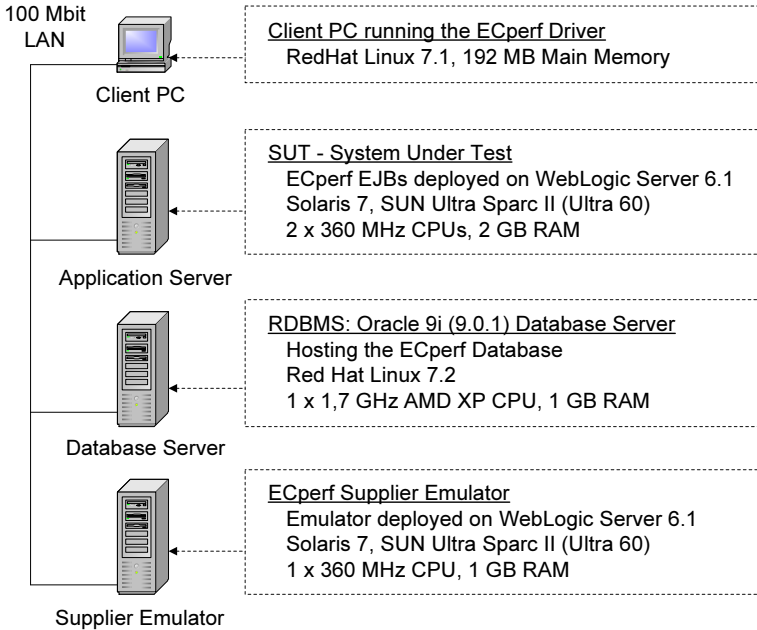 100 Mbit
LAN
Client PC running the ECperf Driver
RedHat Linux 7.1, 192 MB Main Memory
Client PC
SUT - System Under Test
ECperf EJBs deployed on WebLogic Server 6.1
Solaris 7, SUN Ultra Sparc II (Ultra 60)
2 x 360 MHz CPUs, 2 GB RAM
Application Server
RDBMS: Oracle 9i (9.0.1) Database Server
Hosting the ECperf Database
Red Hat Linux 7.2
1 x 1,7 GHz AMD XP CPU, 1 GB RAM
Database Server
ECperf Supplier Emulator
Emulator deployed on WebLogic Server 6.1
Solaris 7, SUN Ultra Sparc II (Ultra 60)
1 x 360 MHz CPU, 1 GB RAM
Supplier Emulator